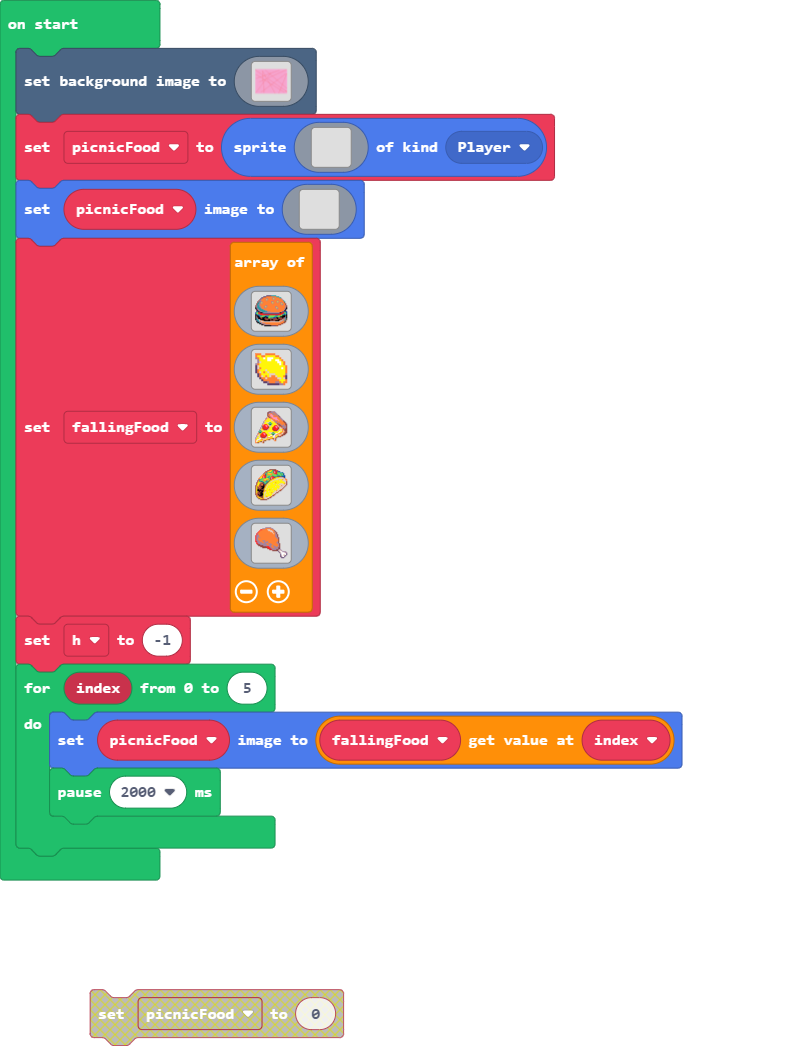 on start
set background image to
set picnicFood to sprite of kind Player
set picnicFood image to
array of
set fallingFood to
set h to -1
for index from 0 to 5
do
set picnicFood image to fallingFood get value at index
pause 2000 ms
set picnicFood to 0